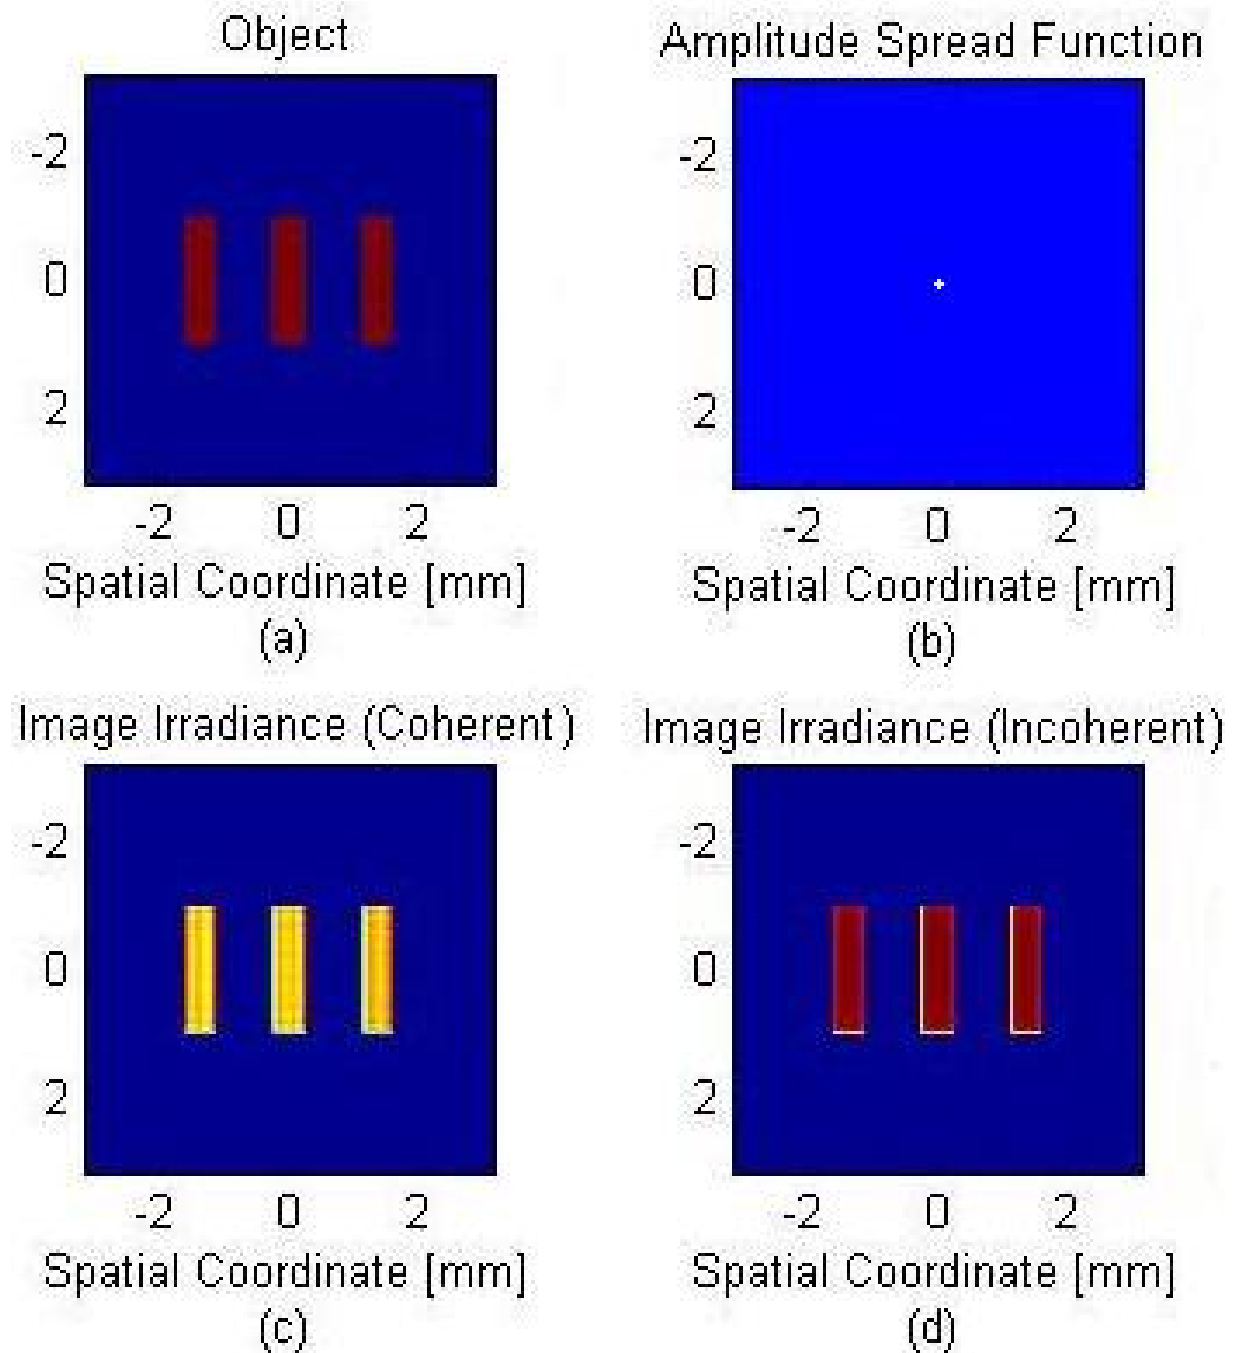 Object
-2
0
2
-2 0 2
Spatial Coordinate [mm]
(a)
Amplitude Spread Function
-2
0
2
-2 0 2
Spatial Coordinate [mm]
(b)
Image Irradiance (Coherent)
-2
0
2
-2 0 2
Spatial Coordinate [mm]
(c)
Image Irradiance (Incoherent)
-2
0
2
-2 0 2
Spatial Coordinate [mm]
(d)